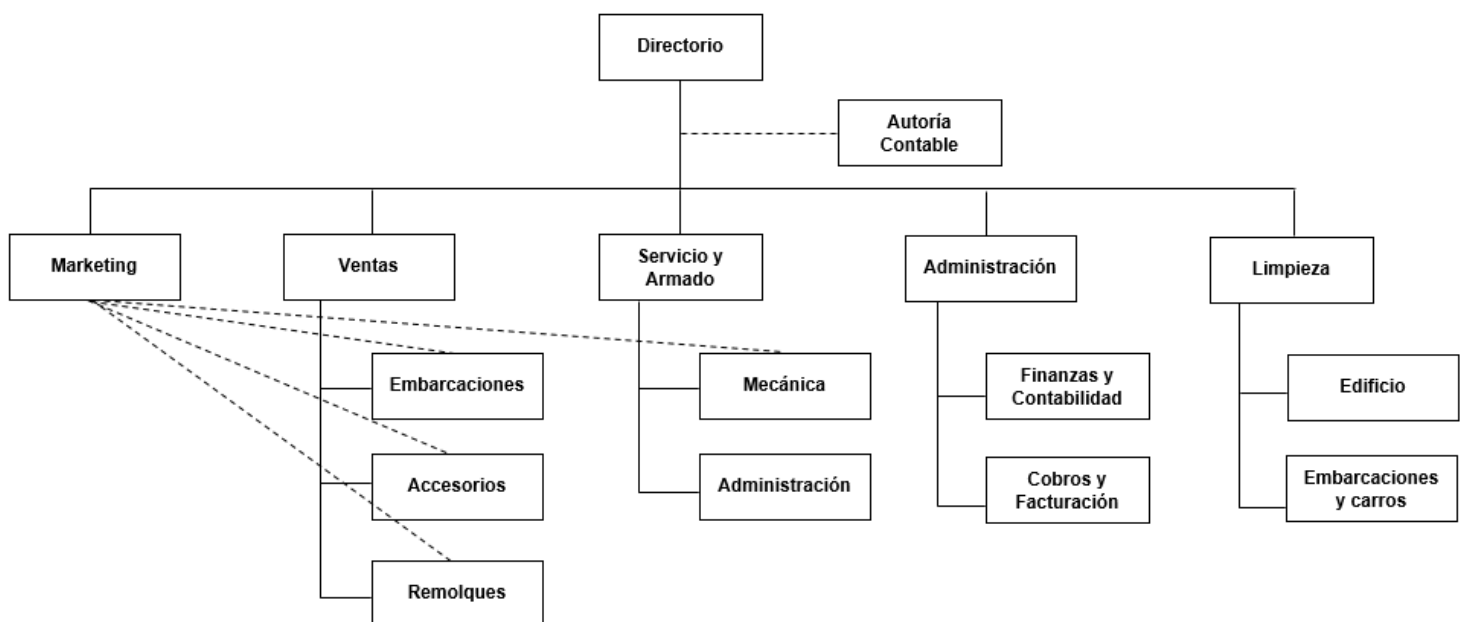 Directorio
Autoría
Contable
Marketing
Ventas
Servicio y
Armado
Administración
Limpieza
Embarcaciones
Mecánica
Finanzas y
Contabilidad
Edificio
Accesorios
Administración
Cobros y
Facturación
Embarcaciones
y carros
Remolques